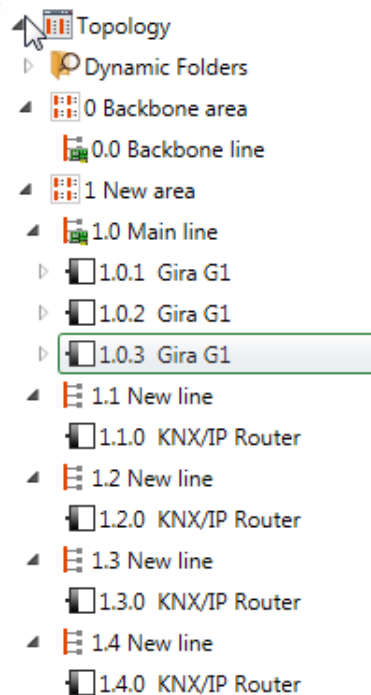 Topology
Dynamic Folders
0 Backbone area
0.0 Backbone line
1 New area
1.0 Main line
1.0.1 Gira G1
1.0.2 Gira G1
1.0.3 Gira G1
1.1 New line
1.1.0 KNX/IP Router
1.2 New line
1.2.0 KNX/IP Router
1.3 New line
1.3.0 KNX/IP Router
1.4 New line
1.4.0 KNX/IP Router